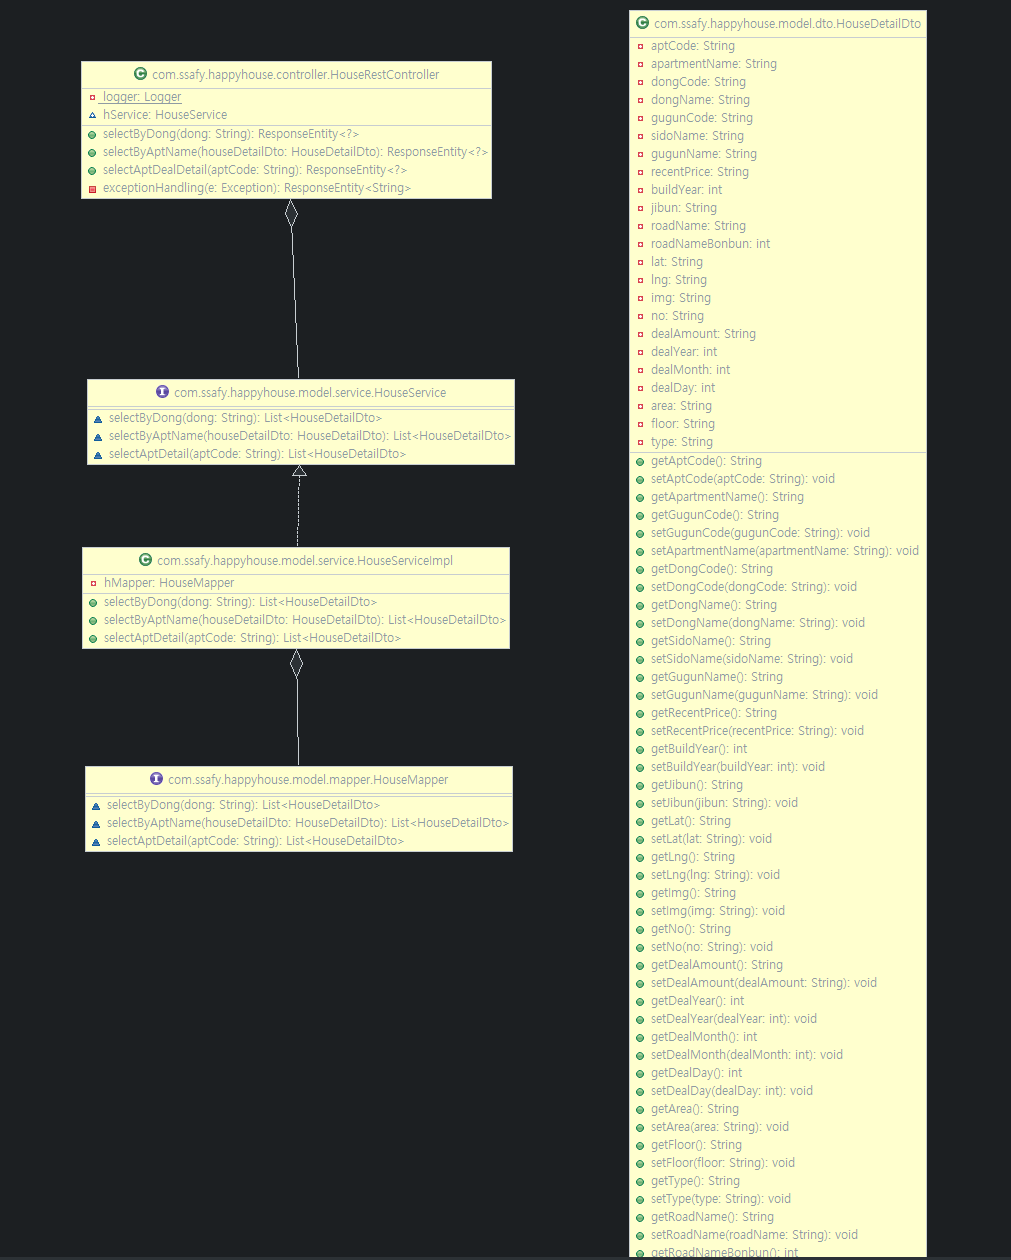 com.ssafy.happyhouse.controller.HouseRestController
logger: Logger
hService: HouseService
selectByDong(dong: String): ResponseEntity<?>
selectByAptName(houseDetailDto: HouseDetailDto): ResponseEntity<?>
selectAptDealDetail(aptCode: String): ResponseEntity<?>
exceptionHandling(e: Exception): ResponseEntity<String>
com.ssafy.happyhouse.model.service.HouseService
selectByDong(dong: String): List<HouseDetailDto>
selectByAptName(houseDetailDto: HouseDetailDto): List<HouseDetailDto>
selectAptDetail(aptCode: String): List<HouseDetailDto>
com.ssafy.happyhouse.model.service.HouseServiceImpl
hMapper: HouseMapper
selectByDong(dong: String): List<HouseDetailDto>
selectByAptName(houseDetailDto: HouseDetailDto): List<HouseDetailDto>
selectAptDetail(aptCode: String): List<HouseDetailDto>
com.ssafy.happyhouse.model.mapper.HouseMapper
selectByDong(dong: String): List<HouseDetailDto>
selectByAptName(houseDetailDto: HouseDetailDto): List<HouseDetailDto>
selectAptDetail(aptCode: String): List<HouseDetailDto>
com.ssafy.happyhouse.model.dto.HouseDetailDto
aptCode: String
apartmentName: String
dongCode: String
dongName: String
gugunCode: String
sidoName: String
gugunName: String
recentPrice: String
buildYear: int
jibun: String
roadName: String
roadNameBonbun: int
lat: String
lng: String
img: String
no: String
dealAmount: String
dealYear: int
dealMonth: int
dealDay: int
area: String
floor: String
type: String
getAptCode(): String
setAptCode(aptCode: String): void
getApartmentName(): String
getGugunCode(): String
setGugunCode(gugunCode: String): void
setApartmentName(apartmentName: String): void
getDongCode(): String
setDongCode(dongCode: String): void
getDongName(): String
setDongName(dongName: String): void
getSidoName(): String
setSidoName(sidoName: String): void
getGugunName(): String
setGugunName(gugunName: String): void
getRecentPrice(): String
setRecentPrice(recentPrice: String): void
getBuildYear(): int
setBuildYear(buildYear: int): void
getJibun(): String
setJibun(jibun: String): void
getLat(): String
setLat(lat: String): void
getLng(): String
setLng(lng: String): void
getImg(): String
setImg(img: String): void
getNo(): String
setNo(no: String): void
getDealAmount(): String
setDealAmount(dealAmount: String): void
getDealYear(): int
setDealYear(dealYear: int): void
getDealMonth(): int
setDealMonth(dealMonth: int): void
getDealDay(): int
setDealDay(dealDay: int): void
getArea(): String
setArea(area: String): void
getFloor(): String
setFloor(floor: String): void
getType(): String
setType(type: String): void
getRoadName(): String
setRoadName(roadName: String): void
getRoadNameBonbun(): int